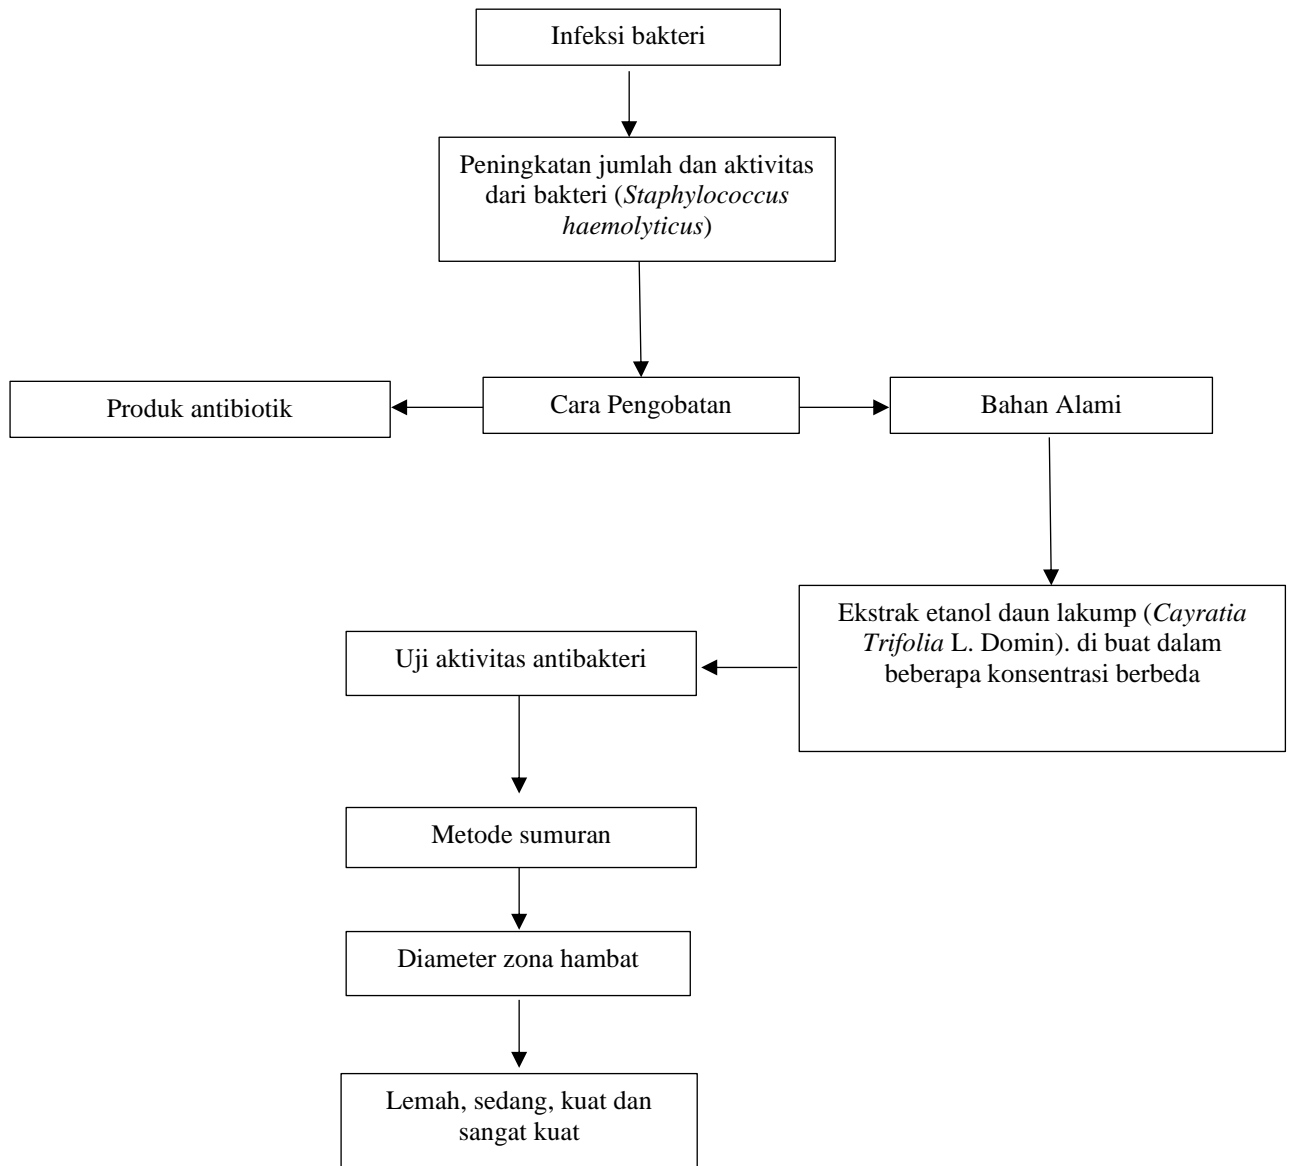 Infeksi bakteri
Peningkatan jumlah dan aktivitas
dari bakteri (Staphylococcus
haemolyticus)
Produk antibiotik
Cara Pengobatan
Bahan Alami
Ekstrak etanol daun lakump (Cayratia
Trifolia L. Domin). di buat dalam
beberapa konsentrasi berbeda
Uji aktivitas antibakteri
Metode sumuran
Diameter zona hambat
Lemah, sedang, kuat dan
sangat kuat